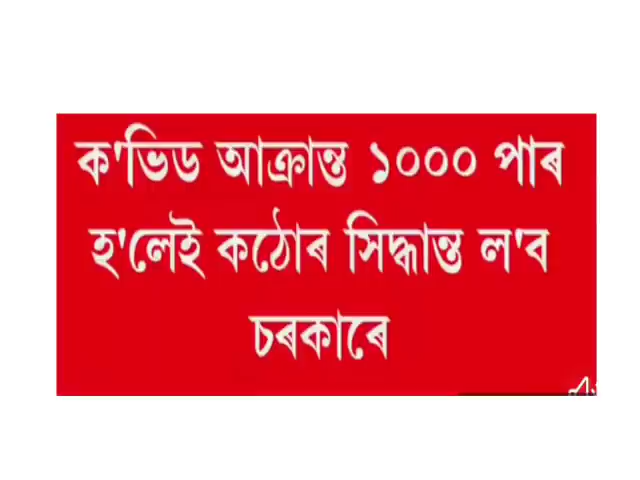 ক'ভিড আক্ৰান্ত ১০০০ পাৰ
হ'লেই কঠোৰ সিদ্ধান্ত ল'ব
চৰকাৰে